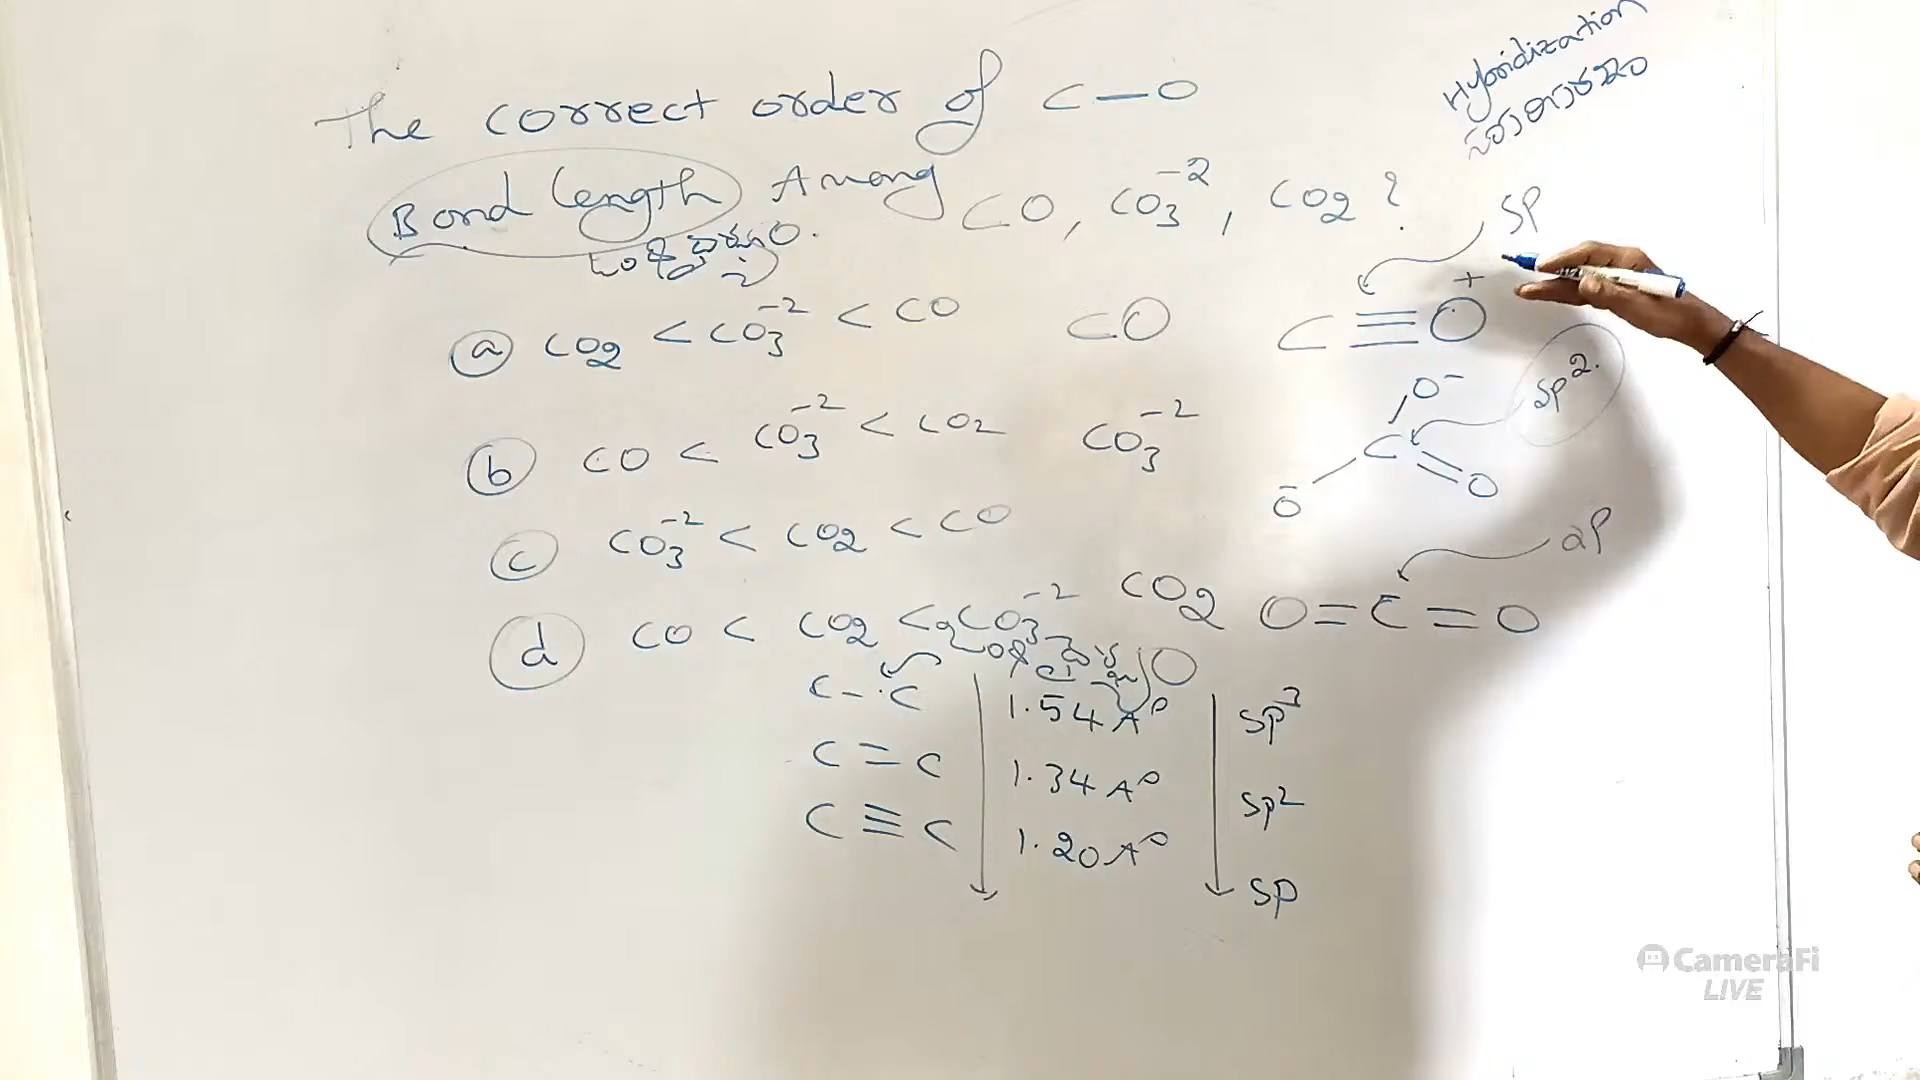 The correct order of C—O
Bond length Among CO, CO₃⁻², CO₂ ?
Hybridization
SP
ⓐ CO₂ < CO₃⁻² < CO
CO C≡O⁺
ⓑ CO < CO₃⁻² < CO₂
CO₃⁻²
O⁻
C
O⁻
O
SP².
ⓒ CO₃⁻² < CO₂ < CO
ⓓ CO < CO₂ < CO₃⁻²
CO₂ O=C=O
C-C 1.54 A° SP³
C=C 1.34 A° SP²
C≡C 1.20 A° SP
CameraFi
LIVE